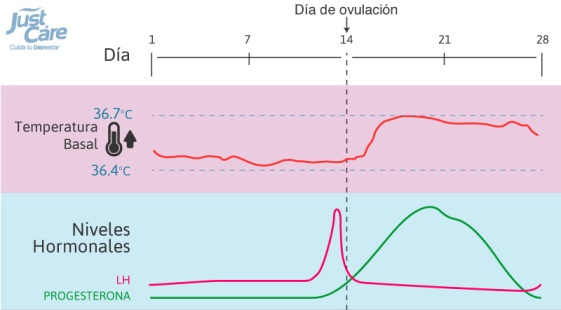 Just
Care
Cuida tu bienestar
Día de ovulación
Día
1 7 14 21 28
36.7°C
Temperatura
Basal
36.4°C
Niveles
Hormonales
LH
PROGESTERONA